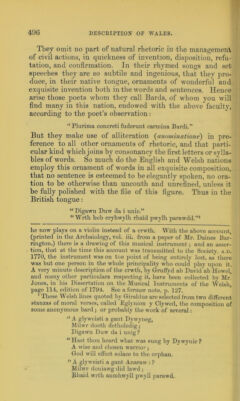 496 DESCRIPTION OF WALES.
They omit no part of natural rhetoric in the management
of civil actions, in quickness of invention, disposition, refu-
tation, and confirmation. In their rhymed songs and set
speeches they are so subtile and ingenious, that they pro-
duce, in their native tongue, ornaments of wonderful and
exquisite invention both in the words and sentences. Hence
arise those poets whom they call Bards, of whom you will
find many in this nation, endowed with the above faculty,
according to the poet's observation:
"Plurima concreti fuderunt carmina Bardi."
But they make use of alliteration (anominatione) in pre-
ference to all other ornaments of rhetoric, and that parti-
cular kind which joins by consonancy the first letters or sylla-
bles of words. So much do the English and Welsh nations
employ this ornament of words in all exquisite composition,
that no sentence is esteemed to be elegantly spoken, no ora-
tion to be otherwise than uncouth and unrefined, unless it
be fully polished with the file of this figure. Thus in the
British tongue:
"Digawn Duw da i unic."
"Wrth bob crybwyll rhaid pwyll parawd."¹
he now plays on a violin instead of a crwth. With the above account,
(printed in the Archæology, vol. iii. from a paper of Mr. Daines Bar-
rington,) there is a drawing of this musical instrument; and an asser-
tion, that at the time this account was transmitted to the Society, A.D.
1770, the instrument was on the point of being entirely lost, as there
was but one person in the whole principality who could play upon it.
A very minute description of the crwth, by Gruffyd ab David ab Howel,
and many other particulars respecting it, have been collected by Mr.
Jones, in his Dissertation on the Musical Instruments of the Welsh,
page 114, edition of 1794. See a former note, p. 127.
¹ These Welsh lines quoted by Giraldus are selected from two different
stanzas of moral verses, called Eglynion y Clywed, the composition of
some anonymous bard; or probably the work of several:
"A glyweisti a gant Dywyneg,
Milwr doeth detholedig;
Digawn Duw da i unig?
"Hast thou heard what was sung by Dywynic?
A wise and chosen warrior;
God will effect solace to the orphan.
"A glyweisti a gant Anarawd?
Milwr doniawg did lawd;
Rhaid wrth anmhwyll pwyll parawd.